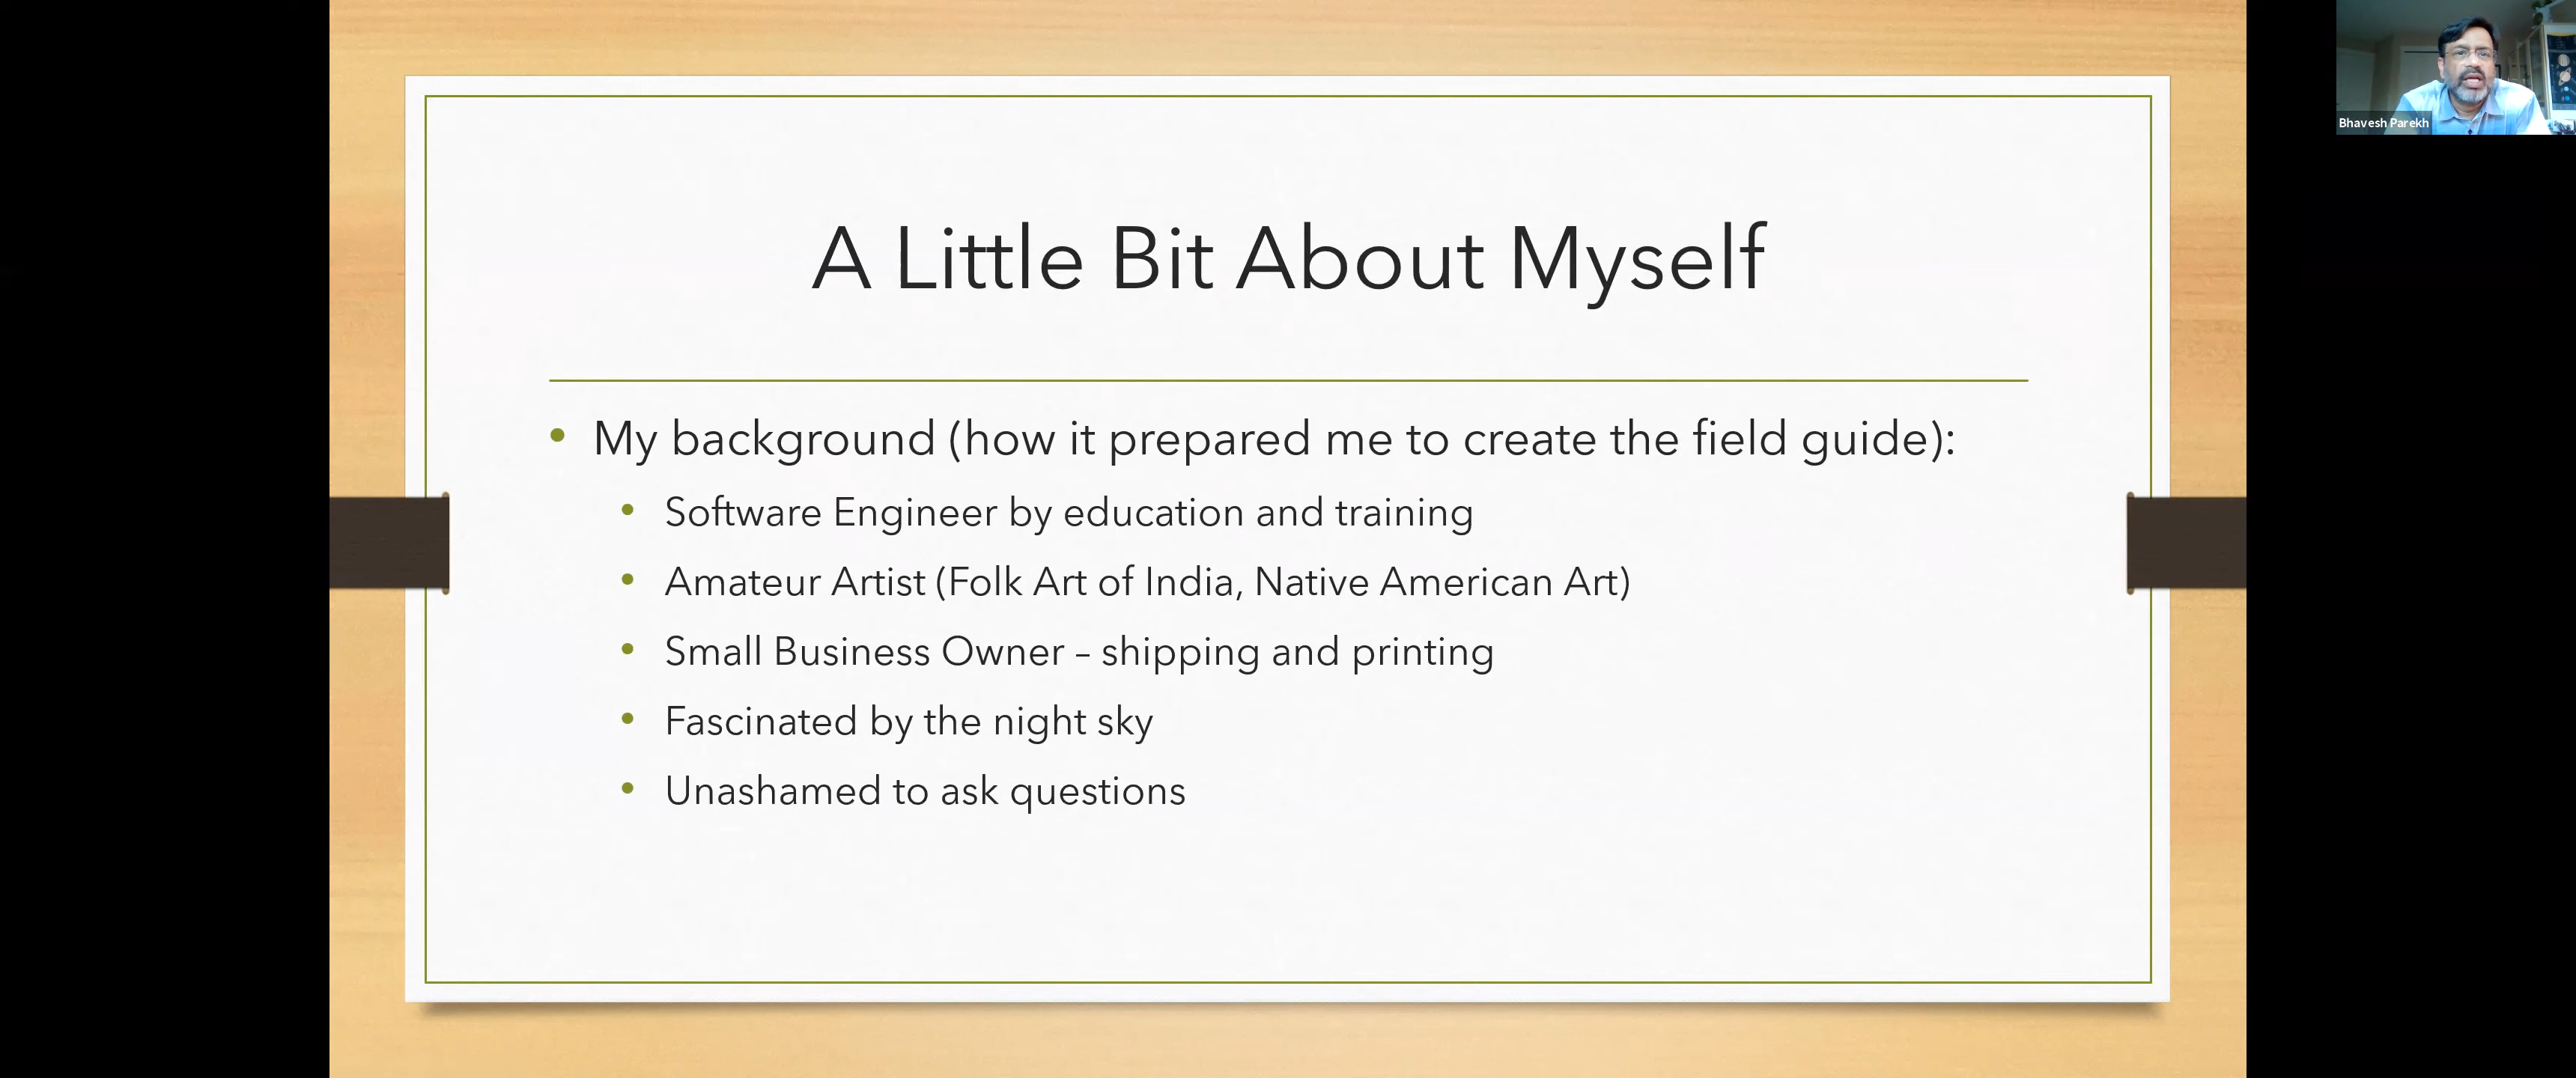 A Little Bit About Myself
Bhavesh Parekh
• My background (how it prepared me to create the field guide):
• Software Engineer by education and training
• Amateur Artist (Folk Art of India, Native American Art)
• Small Business Owner – shipping and printing
• Fascinated by the night sky
• Unashamed to ask questions